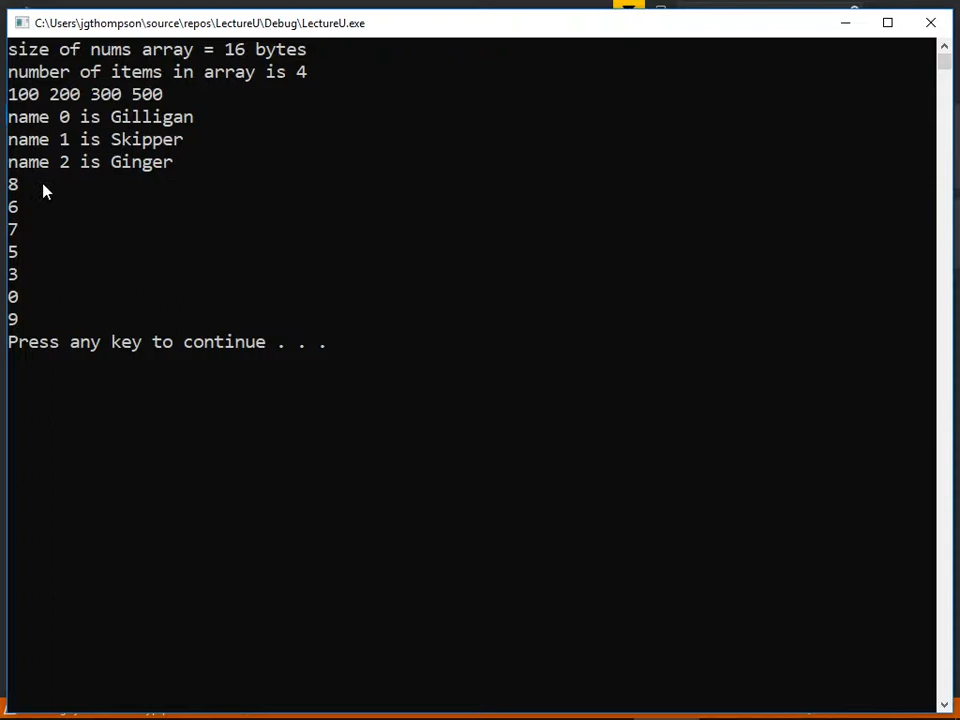 C:\Users\jgthompson\source\repos\LectureU\Debug\LectureU.exe
size of nums array = 16 bytes
number of items in array is 4
100 200 300 500
name 0 is Gilligan
name 1 is Skipper
name 2 is Ginger
8
6
7
5
3
0
9
Press any key to continue . . .